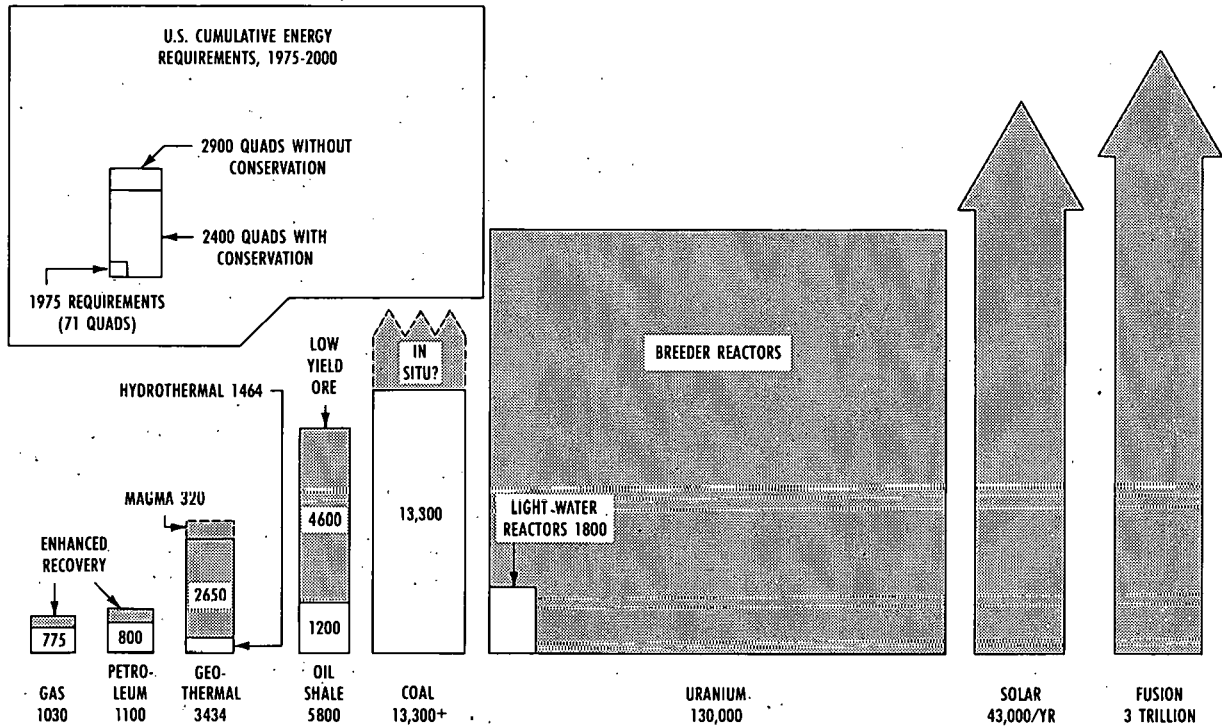 U.S. CUMULATIVE ENERGY
REQUIREMENTS, 1975-2000
2900 QUADS WITHOUT
CONSERVATION
2400 QUADS WITH
CONSERVATION
1975 REQUIREMENTS
(71 QUADS)
HYDROTHERMAL 1464
LOW
YIELD
ORE
IN
SITU?
BREEDER REACTORS
MAGMA 320
ENHANCED
RECOVERY
4600
13,300
LIGHT-WATER
REACTORS 1800
2650
775
800
1200
GAS
1030
PETRO-
LEUM
1100
GEO-
THERMAL
3434
OIL
SHALE
5800
COAL
13,300+
URANIUM
130,000
SOLAR
43,000/YR
FUSION
3 TRILLION